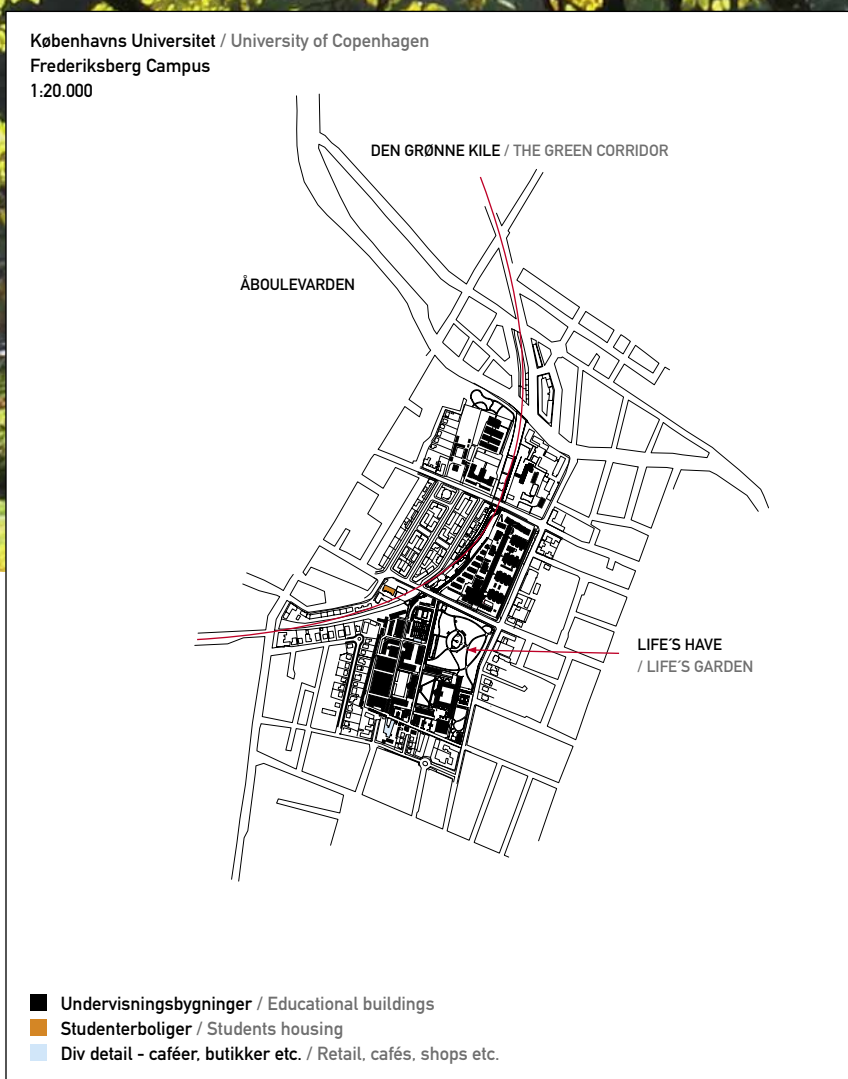 Københavns Universitet / University of Copenhagen
Frederiksberg Campus
1:20.000
DEN GRØNNE KILE / THE GREEN CORRIDOR
ÅBOULEVARDEN
LIFE´S HAVE
/ LIFE´S GARDEN
Undervisningsbygninger / Educational buildings
Studenterboliger / Students housing
Div detail - caféer, butikker etc. / Retail, cafés, shops etc.